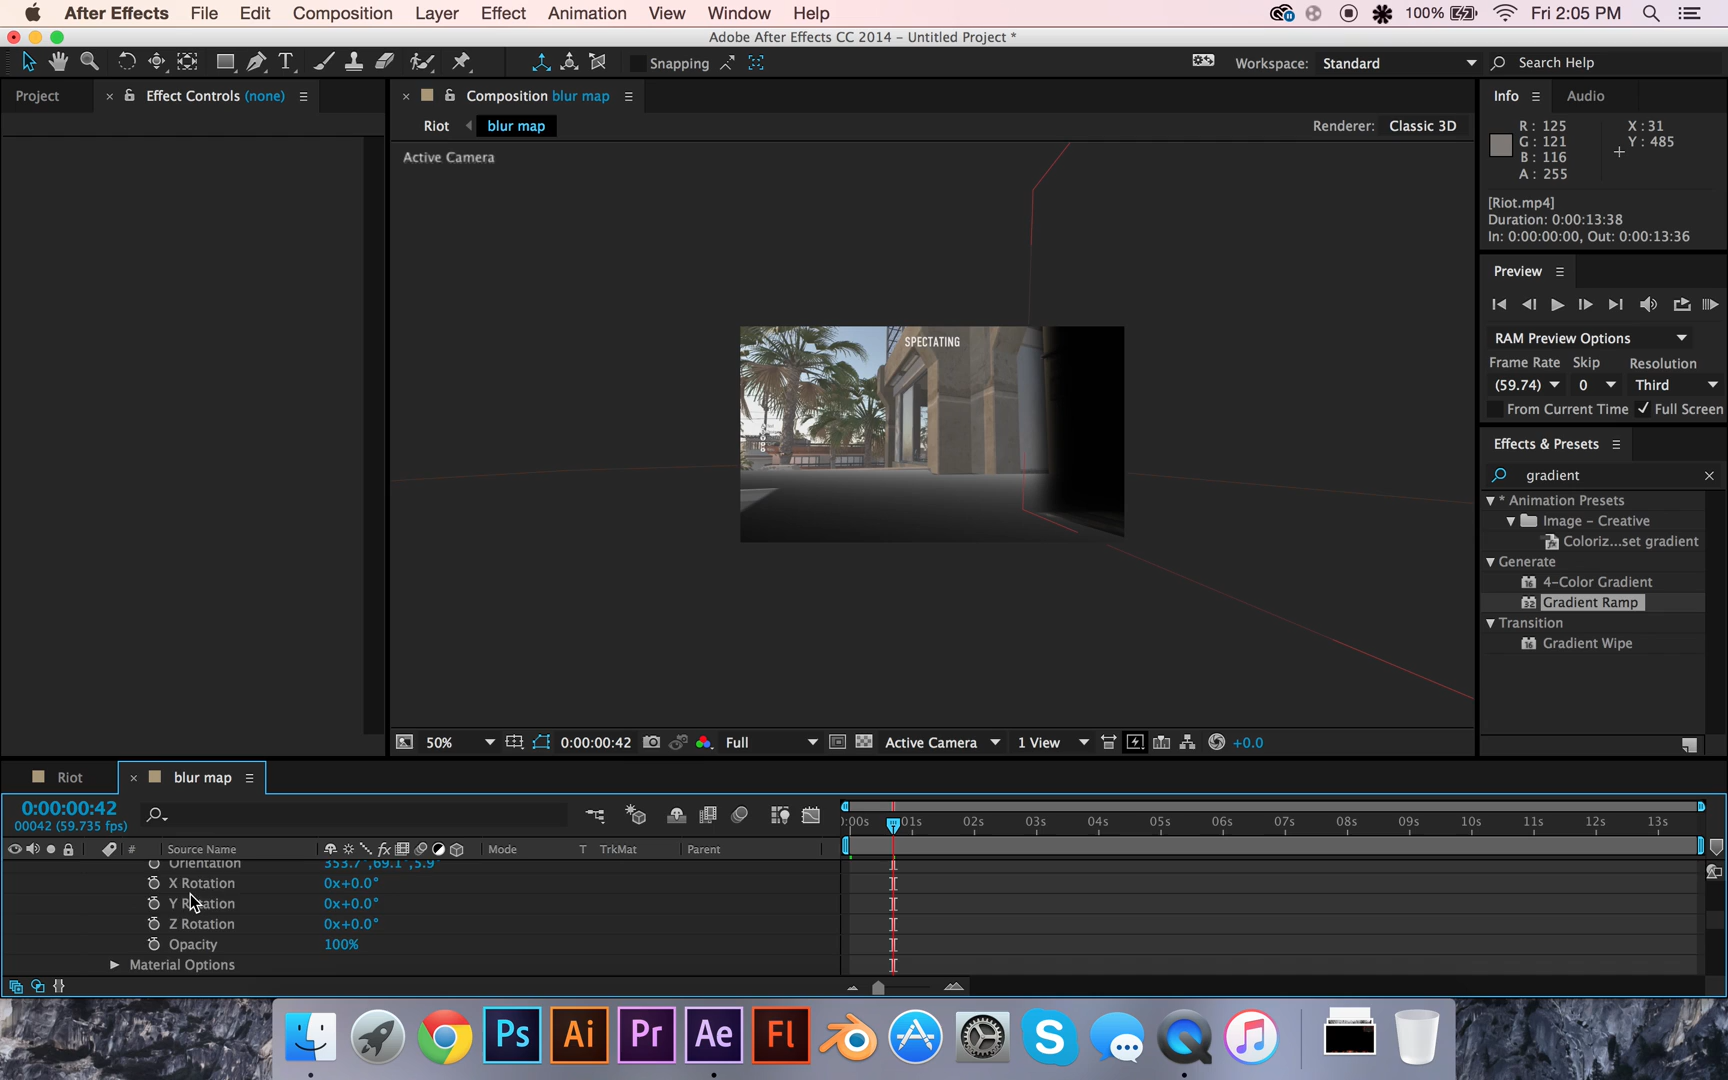 After Effects File Edit Composition Layer Effect Animation View Window Help 100% Fri 2:05 PM
Adobe After Effects CC 2014 – Untitled Project *
Snapping Workspace: Standard Search Help
Project × Effect Controls (none) × Composition blur map Info Audio
Riot blur map Renderer: Classic 3D
Active Camera
R: 125 X: 31
G: 121 Y: 485
B: 116
A: 255
[Riot.mp4]
Duration: 0:00:13:38
In: 0:00:00:00, Out: 0:00:13:36
Preview
RAM Preview Options
Frame Rate Skip Resolution
(59.74) 0 Third
From Current Time Full Screen
SPECTATING
Effects & Presets
gradient
* Animation Presets
Image – Creative
Coloriz...set gradient
Generate
4-Color Gradient
Gradient Ramp
Transition
Gradient Wipe
50% 0:00:00:42 Full Active Camera 1 View +0.0
Riot × blur map
0:00:00:42
00042 (59.735 fps)
:00s 01s 02s 03s 04s 05s 06s 07s 08s 09s 10s 11s 12s 13s
# Source Name Mode T TrkMat Parent
Orientation 353.7°,69.1°,5.9°
X Rotation 0x+0.0°
Y Rotation 0x+0.0°
Z Rotation 0x+0.0°
Opacity 100%
Material Options
Ps Ai Pr Ae Fl